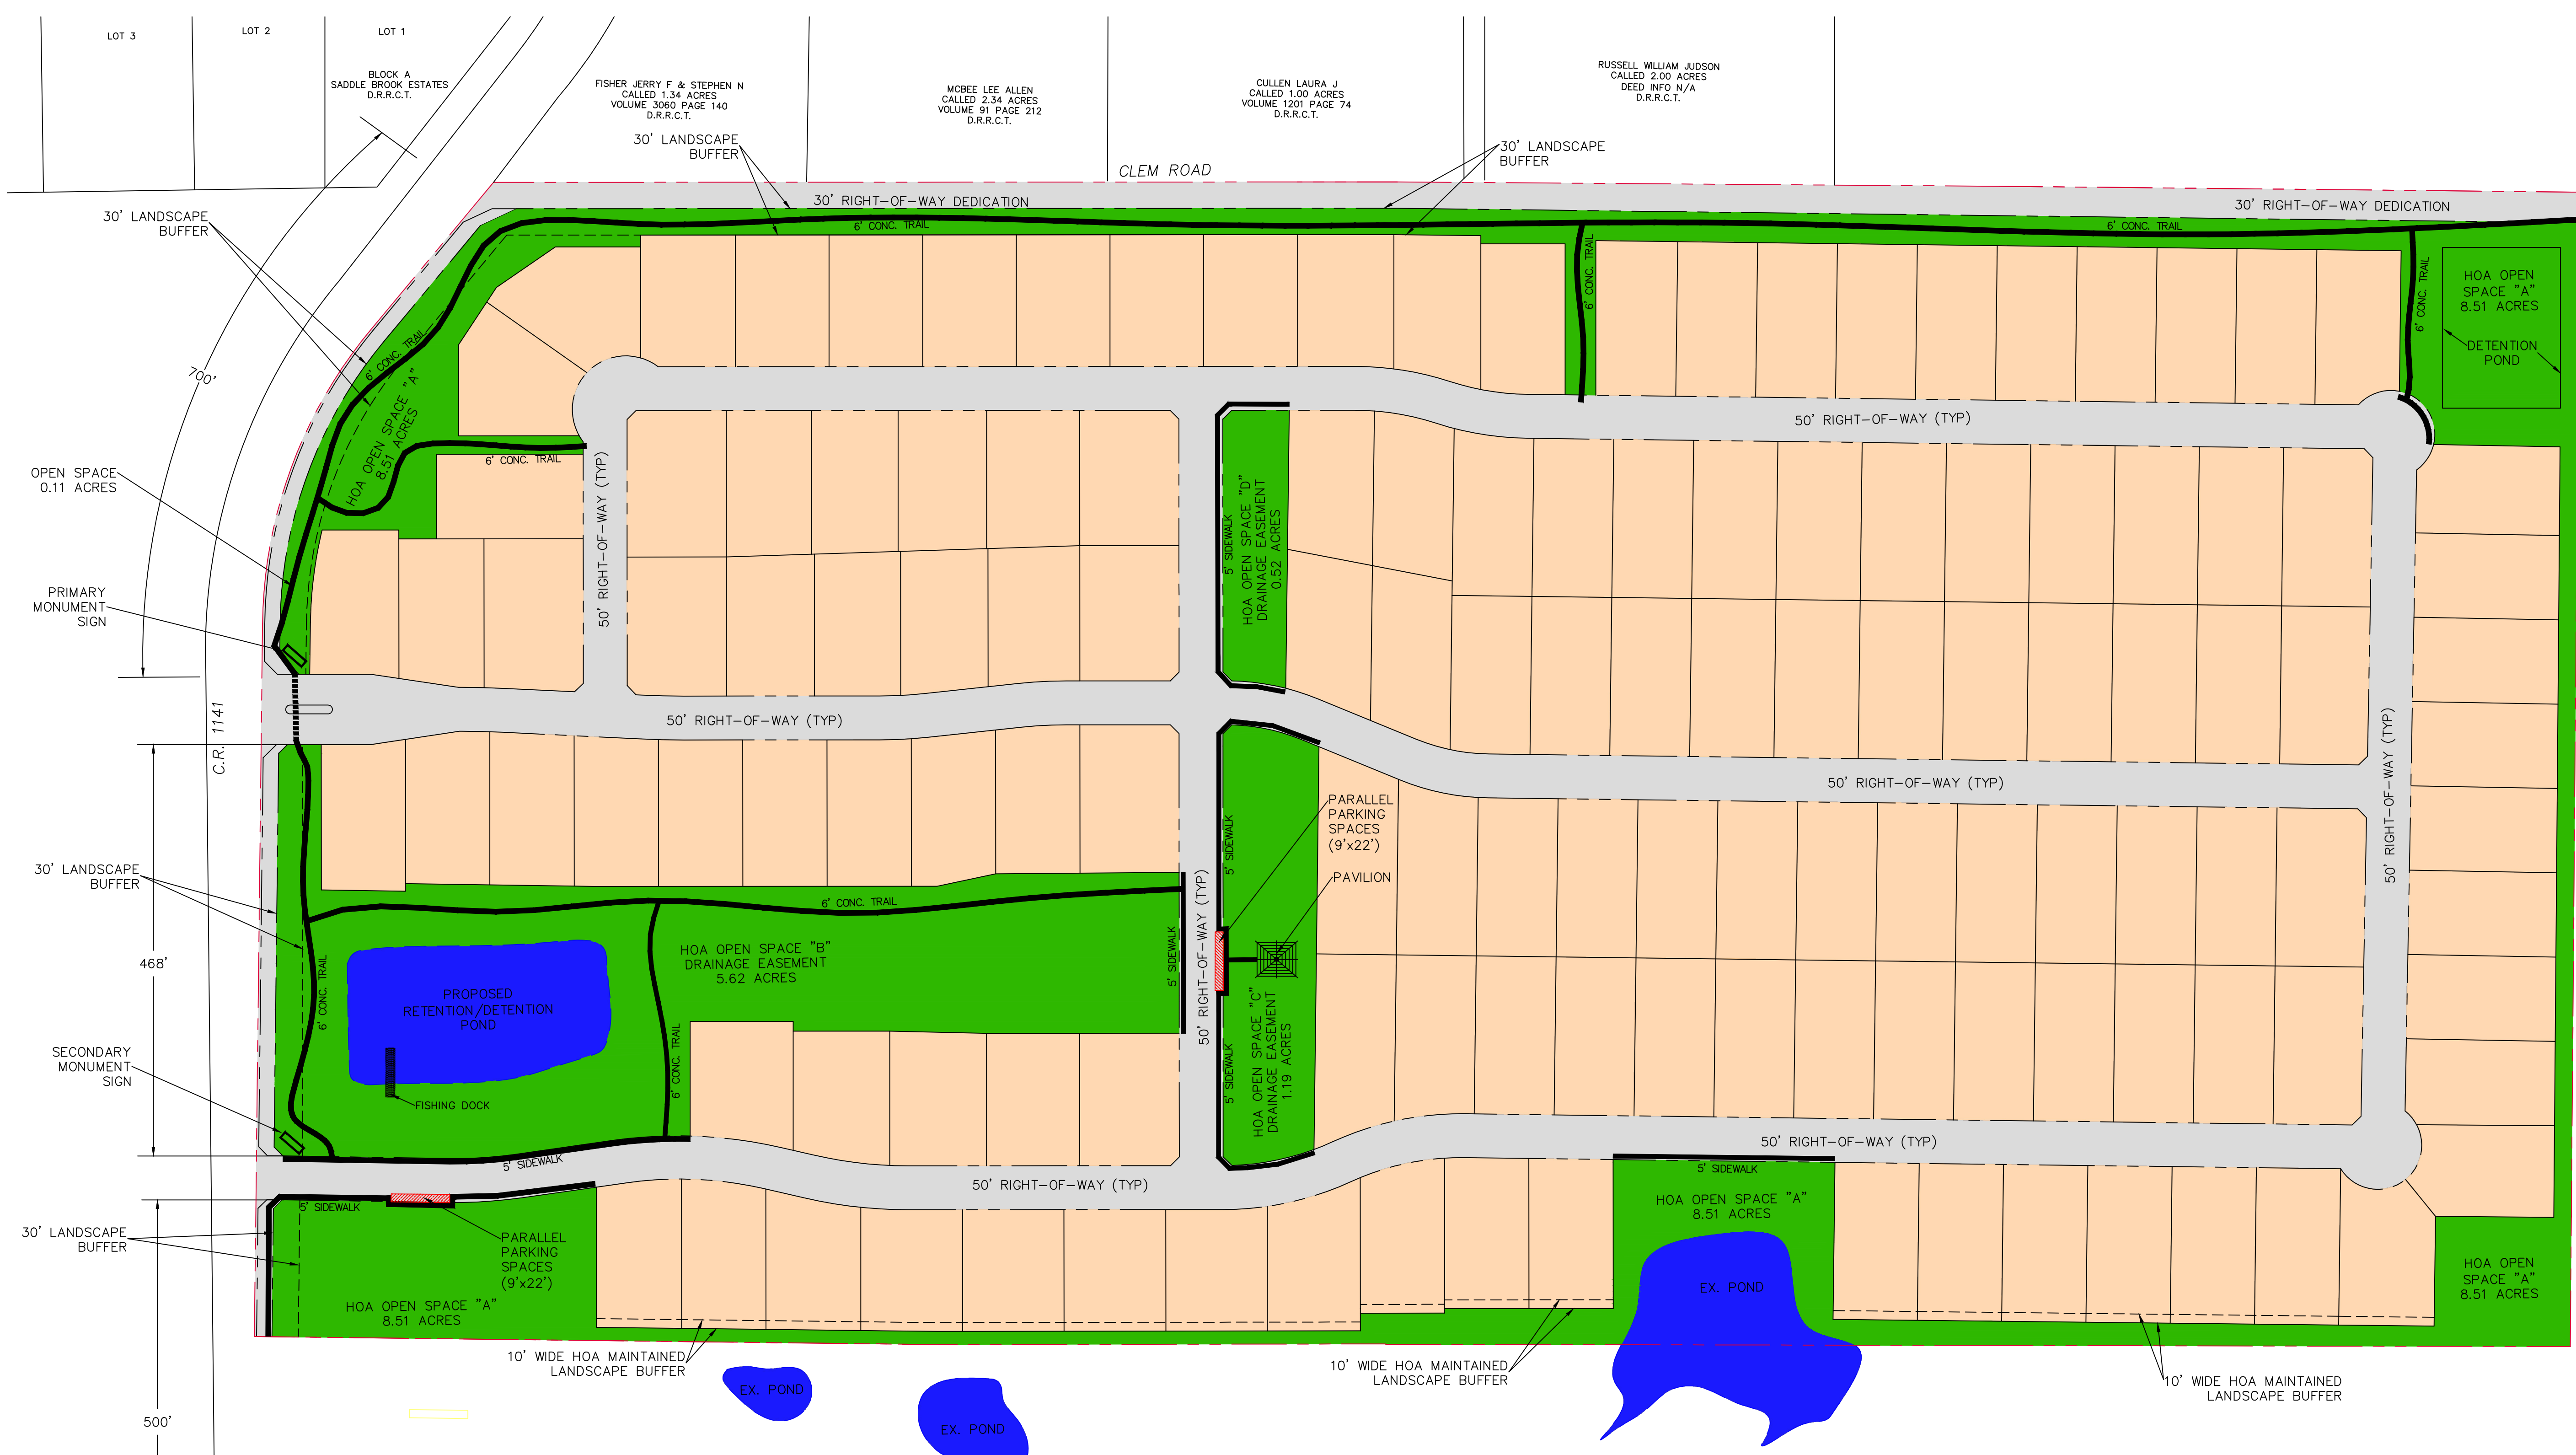 LOT 3
LOT 2
LOT 1
BLOCK A
SADDLE BROOK ESTATES
D.R.R.C.T.
FISHER JERRY F & STEPHEN N
CALLED 1.34 ACRES
VOLUME 3060 PAGE 140
D.R.R.C.T.
MCBEE LEE ALLEN
CALLED 2.34 ACRES
VOLUME 91 PAGE 212
D.R.R.C.T.
CULLEN LAURA J
CALLED 1.00 ACRES
VOLUME 1201 PAGE 74
D.R.R.C.T.
RUSSELL WILLIAM JUDSON
CALLED 2.00 ACRES
DEED INFO N/A
D.R.R.C.T.
30' LANDSCAPE
BUFFER
30' LANDSCAPE
BUFFER
CLEM ROAD
30' RIGHT-OF-WAY DEDICATION
30' RIGHT-OF-WAY DEDICATION
30' LANDSCAPE
BUFFER
6' CONC. TRAIL
6' CONC. TRAIL
6' CONC. TRAIL
6' CONC. TRAIL
HOA OPEN
SPACE "A"
8.51 ACRES
DETENTION
POND
700'
6' CONC. TRAIL
HOA OPEN SPACE "A"
8.51 ACRES
6' CONC. TRAIL
50' RIGHT-OF-WAY (TYP)
OPEN SPACE
0.11 ACRES
50' RIGHT-OF-WAY (TYP)
5' SIDEWALK
HOA OPEN SPACE "D"
DRAINAGE EASEMENT
0.52 ACRES
PRIMARY
MONUMENT
SIGN
C.R. 1141
50' RIGHT-OF-WAY (TYP)
50' RIGHT-OF-WAY (TYP)
50' RIGHT-OF-WAY (TYP)
PARALLEL
PARKING
SPACES
(9'x22')
PAVILION
5' SIDEWALK
30' LANDSCAPE
BUFFER
6' CONC. TRAIL
468'
6' CONC. TRAIL
PROPOSED
RETENTION/DETENTION
POND
HOA OPEN SPACE "B"
DRAINAGE EASEMENT
5.62 ACRES
5' SIDEWALK
50' RIGHT-OF-WAY (TYP)
HOA OPEN SPACE "C"
DRAINAGE EASEMENT
1.19 ACRES
5' SIDEWALK
6' CONC. TRAIL
SECONDARY
MONUMENT
SIGN
FISHING DOCK
5' SIDEWALK
50' RIGHT-OF-WAY (TYP)
50' RIGHT-OF-WAY (TYP)
5' SIDEWALK
5' SIDEWALK
HOA OPEN SPACE "A"
8.51 ACRES
30' LANDSCAPE
BUFFER
PARALLEL
PARKING
SPACES
(9'x22')
HOA OPEN SPACE "A"
8.51 ACRES
EX. POND
HOA OPEN
SPACE "A"
8.51 ACRES
10' WIDE HOA MAINTAINED
LANDSCAPE BUFFER
10' WIDE HOA MAINTAINED
LANDSCAPE BUFFER
10' WIDE HOA MAINTAINED
LANDSCAPE BUFFER
EX. POND
EX. POND
500'